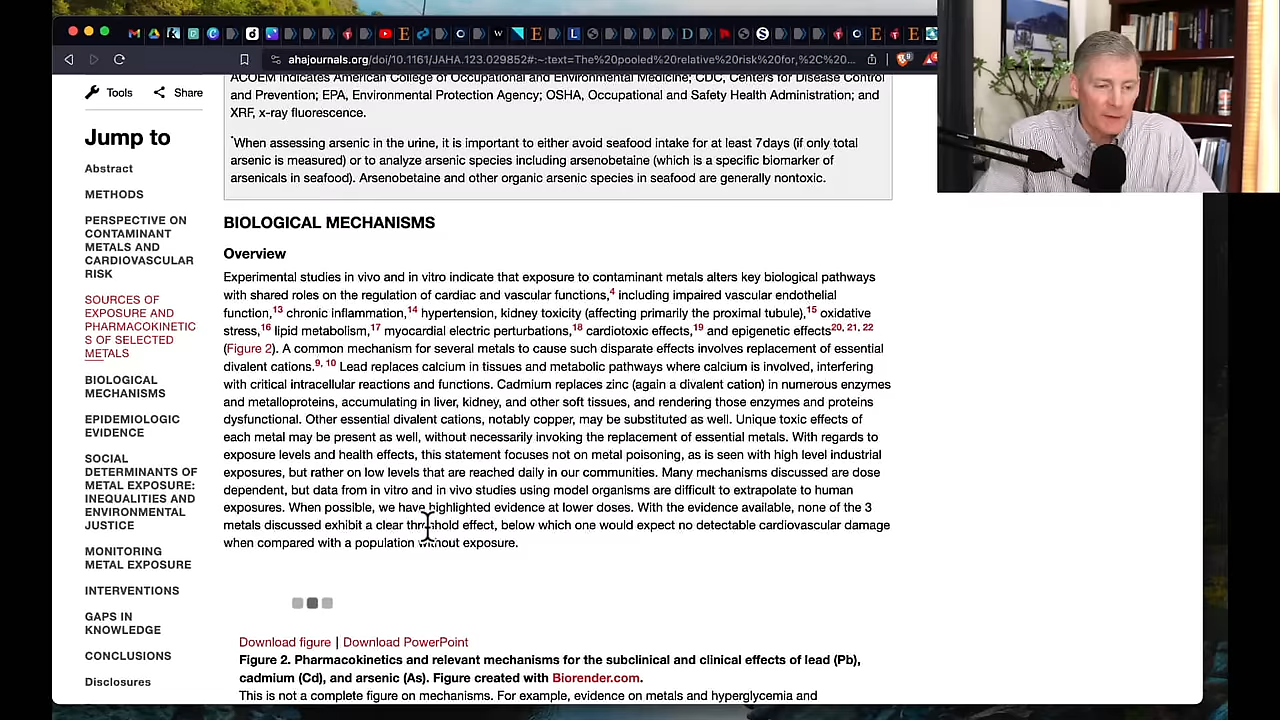 ahajournals.org/doi/10.1161/JAHA.123.029852#:~:text=The%20pooled%20relative%20risk%20for,%2C%20%...
Tools
Share
Jump to
Abstract
METHODS
PERSPECTIVE ON
CONTAMINANT
METALS AND
CARDIOVASCULAR
RISK
SOURCES OF
EXPOSURE AND
PHARMACOKINETIC
S OF SELECTED
METALS
BIOLOGICAL
MECHANISMS
EPIDEMIOLOGIC
EVIDENCE
SOCIAL
DETERMINANTS OF
METAL EXPOSURE:
INEQUALITIES AND
ENVIRONMENTAL
JUSTICE
MONITORING
METAL EXPOSURE
INTERVENTIONS
GAPS IN
KNOWLEDGE
CONCLUSIONS
Disclosures
ACOEM indicates American College of Occupational and Environmental Medicine; CDC, Centers for Disease Control
and Prevention; EPA, Environmental Protection Agency; OSHA, Occupational and Safety Health Administration; and
XRF, x-ray fluorescence.
*When assessing arsenic in the urine, it is important to either avoid seafood intake for at least 7days (if only total
arsenic is measured) or to analyze arsenic species including arsenobetaine (which is a specific biomarker of
arsenicals in seafood). Arsenobetaine and other organic arsenic species in seafood are generally nontoxic.
BIOLOGICAL MECHANISMS
Overview
Experimental studies in vivo and in vitro indicate that exposure to contaminant metals alters key biological pathways
with shared roles on the regulation of cardiac and vascular functions,4 including impaired vascular endothelial
function,13 chronic inflammation,14 hypertension, kidney toxicity (affecting primarily the proximal tubule),15 oxidative
stress,16 lipid metabolism,17 myocardial electric perturbations,18 cardiotoxic effects,19 and epigenetic effects20, 21, 22
(Figure 2). A common mechanism for several metals to cause such disparate effects involves replacement of essential
divalent cations.9, 10 Lead replaces calcium in tissues and metabolic pathways where calcium is involved, interfering
with critical intracellular reactions and functions. Cadmium replaces zinc (again a divalent cation) in numerous enzymes
and metalloproteins, accumulating in liver, kidney, and other soft tissues, and rendering those enzymes and proteins
dysfunctional. Other essential divalent cations, notably copper, may be substituted as well. Unique toxic effects of
each metal may be present as well, without necessarily invoking the replacement of essential metals. With regards to
exposure levels and health effects, this statement focuses not on metal poisoning, as is seen with high level industrial
exposures, but rather on low levels that are reached daily in our communities. Many mechanisms discussed are dose
dependent, but data from in vitro and in vivo studies using model organisms are difficult to extrapolate to human
exposures. When possible, we have highlighted evidence at lower doses. With the evidence available, none of the 3
metals discussed exhibit a clear threshold effect, below which one would expect no detectable cardiovascular damage
when compared with a population without exposure.
Download figure | Download PowerPoint
Figure 2. Pharmacokinetics and relevant mechanisms for the subclinical and clinical effects of lead (Pb),
cadmium (Cd), and arsenic (As). Figure created with Biorender.com.
This is not a complete figure on mechanisms. For example, evidence on metals and hyperglycemia and